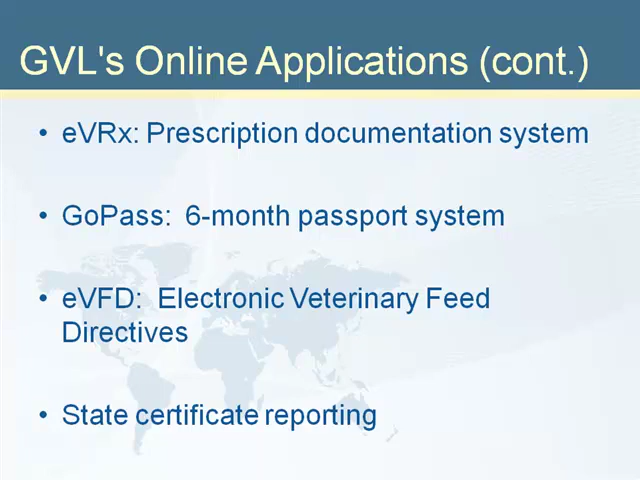 GVL's Online Applications (cont.)
• eVRx: Prescription documentation system
• GoPass: 6-month passport system
• eVFD: Electronic Veterinary Feed
Directives
• State certificate reporting